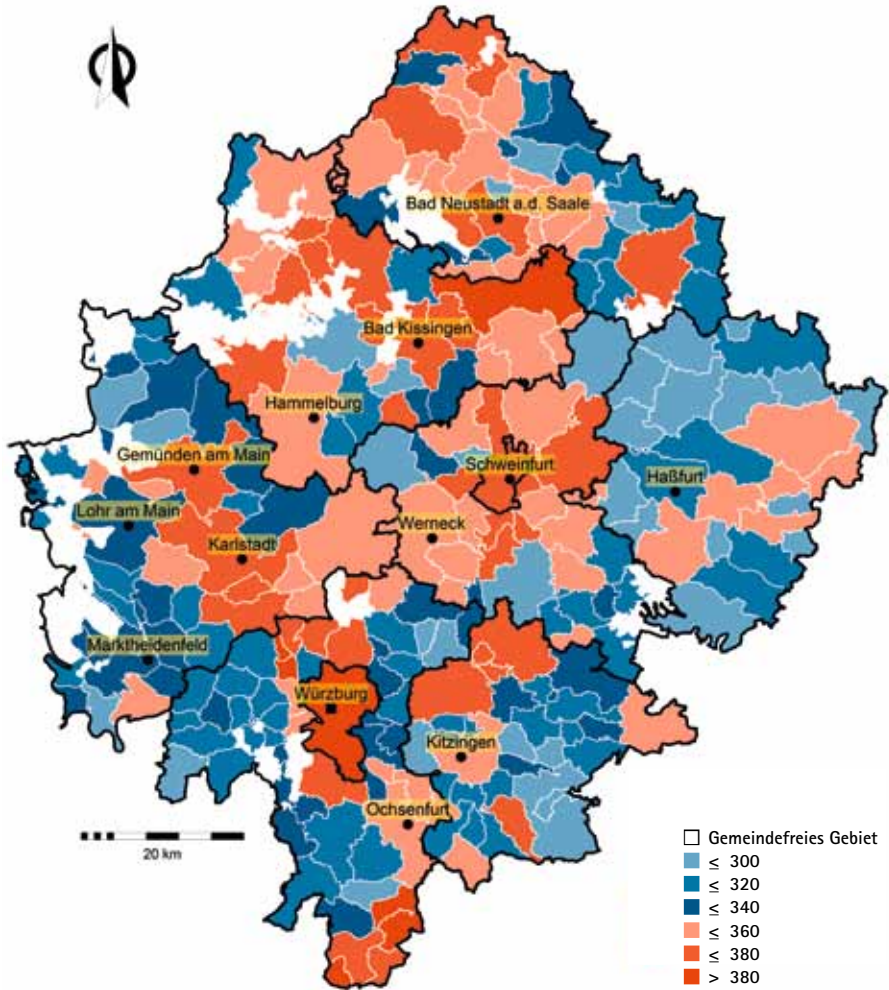 Bad Neustadt a.d. Saale
Bad Kissingen
Hammelburg
Gemünden am Main
Schweinfurt
Haßfurt
Lohr am Main
Werneck
Karlstadt
Marktheidenfeld
Würzburg
Kitzingen
Ochsenfurt
20 km
Gemeindefreies Gebiet
≤ 300
≤ 320
≤ 340
≤ 360
≤ 380
> 380